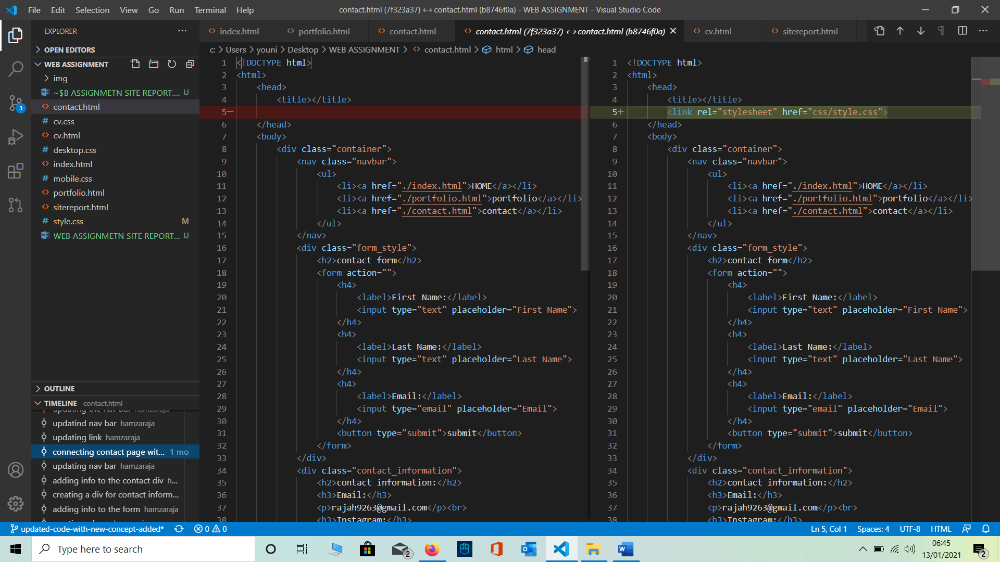 File Edit Selection View Go Run Terminal Help
contact.html (7f323a37) ↔ contact.html (b8746f0a) - WEB ASSIGNMENT - Visual Studio Code
EXPLORER
index.html
portfolio.html
contact.html
contact.html (7f323a37) ↔ contact.html (b8746f0a)
cv.html
sitereport.html
c: > Users > youni > Desktop > WEB ASSIGNMENT > contact.html > html > head
OPEN EDITORS
WEB ASSIGNMENT
img
~$B ASSIGNMETN SITE REPORT.... U
contact.html
cv.css
cv.html
desktop.css
index.html
mobile.css
portfolio.html
sitereport.html
style.css M
WEB ASSIGNMETN SITE REPORT... U
3
OUTLINE
TIMELINE contact.html
updating the nav bar hamzaraja
updatind nav bar hamzaraja
updating link hamzaraja
connecting contact page wit... 1 mo
updating nav bar hamzaraja
adding info to the contact div h...
creating a div for contact inform...
adding info to the form hamzaraja
1 <!DOCTYPE html>
2 <html>
3 <head>
4 <title></title>
5—
6 </head>
7 <body>
8 <div class="container">
9 <nav class="navbar">
10 <ul>
11 <li><a href="./index.html">HOME</a></li>
12 <li><a href="./portfolio.html">portfolio</a></li>
13 <li><a href="./contact.html">contact</a></li>
14 </ul>
15 </nav>
16 <div class="form_style">
17 <h2>contact form</h2>
18 <form action="">
19 <h4>
20 <label>First Name:</label>
21 <input type="text" placeholder="First Name">
22 </h4>
23 <h4>
24 <label>Last Name:</label>
25 <input type="text" placeholder="Last Name">
26 </h4>
27 <h4>
28 <label>Email:</label>
29 <input type="email" placeholder="Email">
30 </h4>
31 <button type="submit">submit</button>
32 </form>
33 </div>
34 <div class="contact_information">
35 <h2>contact information:</h2>
36 <h3>Email:</h3>
37 <p>rajah9263@gmail.com</p><br>
38 <h3>Instagram:</h3>
1 <!DOCTYPE html>
2 <html>
3 <head>
4 <title></title>
5+ <link rel="stylesheet" href="css/style.css">
6 </head>
7 <body>
8 <div class="container">
9 <nav class="navbar">
10 <ul>
11 <li><a href="./index.html">HOME</a></li>
12 <li><a href="./portfolio.html">portfolio</a></li>
13 <li><a href="./contact.html">contact</a></li>
14 </ul>
15 </nav>
16 <div class="form_style">
17 <h2>contact form</h2>
18 <form action="">
19 <h4>
20 <label>First Name:</label>
21 <input type="text" placeholder="First Name">
22 </h4>
23 <h4>
24 <label>Last Name:</label>
25 <input type="text" placeholder="Last Name">
26 </h4>
27 <h4>
28 <label>Email:</label>
29 <input type="email" placeholder="Email">
30 </h4>
31 <button type="submit">submit</button>
32 </form>
33 </div>
34 <div class="contact_information">
35 <h2>contact information:</h2>
36 <h3>Email:</h3>
37 <p>rajah9263@gmail.com</p><br>
38 <h3>Instagram:</h3>
updated-code-with-new-concept-added* 0 0
Ln 5, Col 1 Spaces: 4 UTF-8 HTML
Type here to search
2
06:45
13/01/2021
2